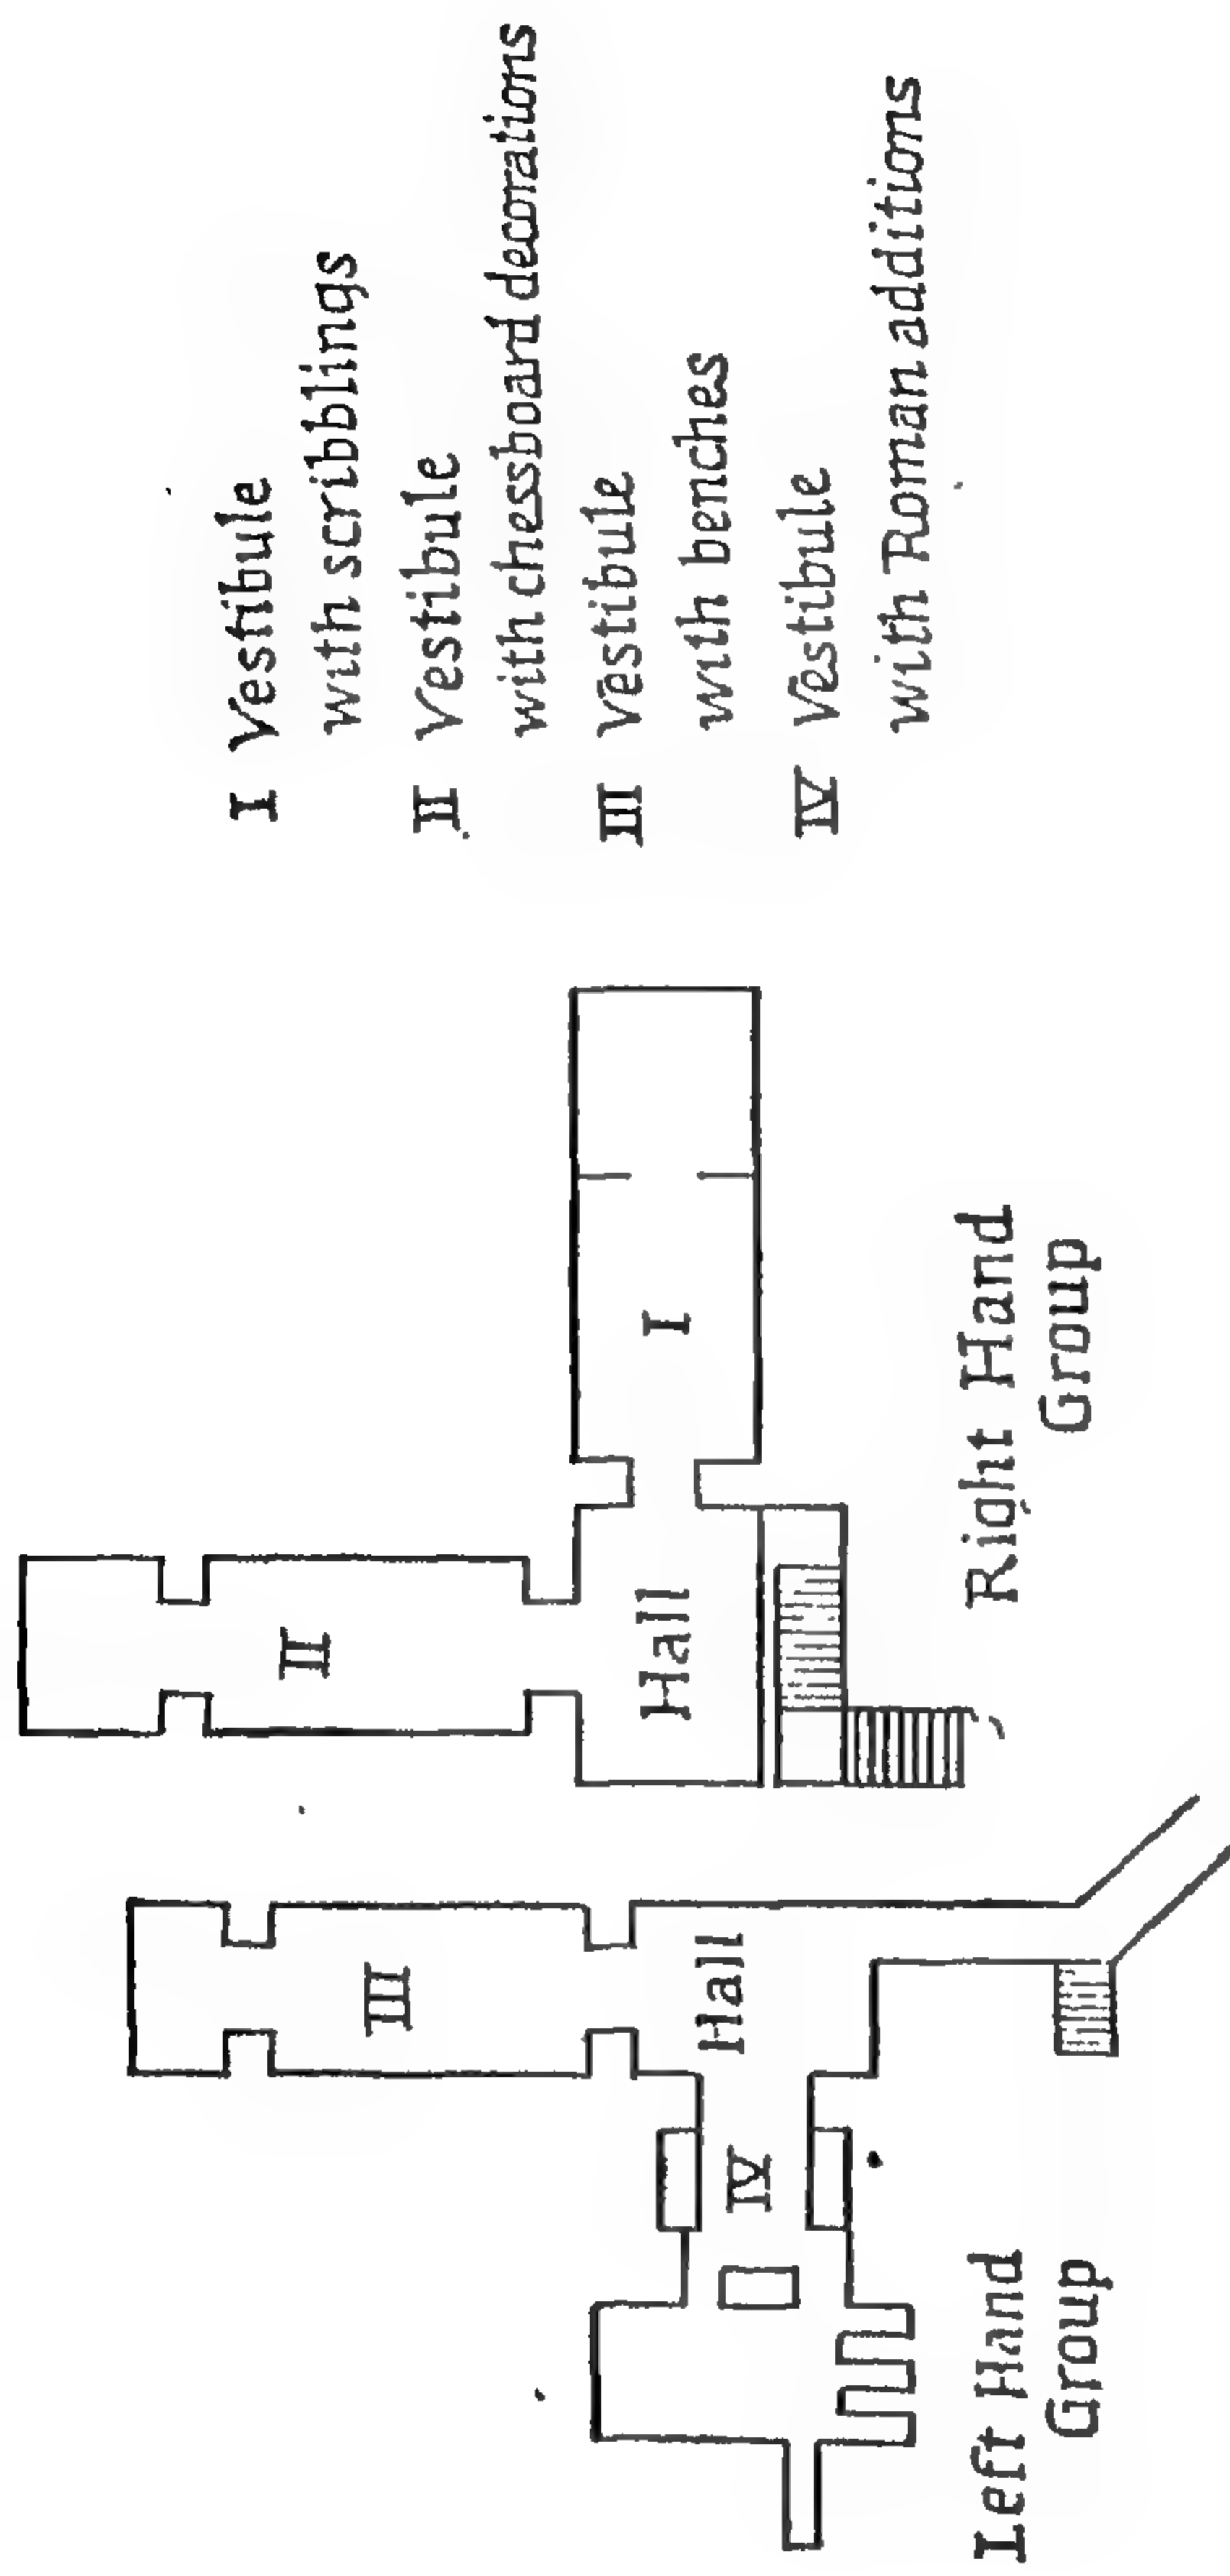 II
III
I
Hall
Hall
IV
Left Hand
Group
Right Hand
Group
I Vestibule
with scribblings
II Vestibule
with chessboard decorations
III Vestibule
with benches
IV Vestibule
with Roman additions